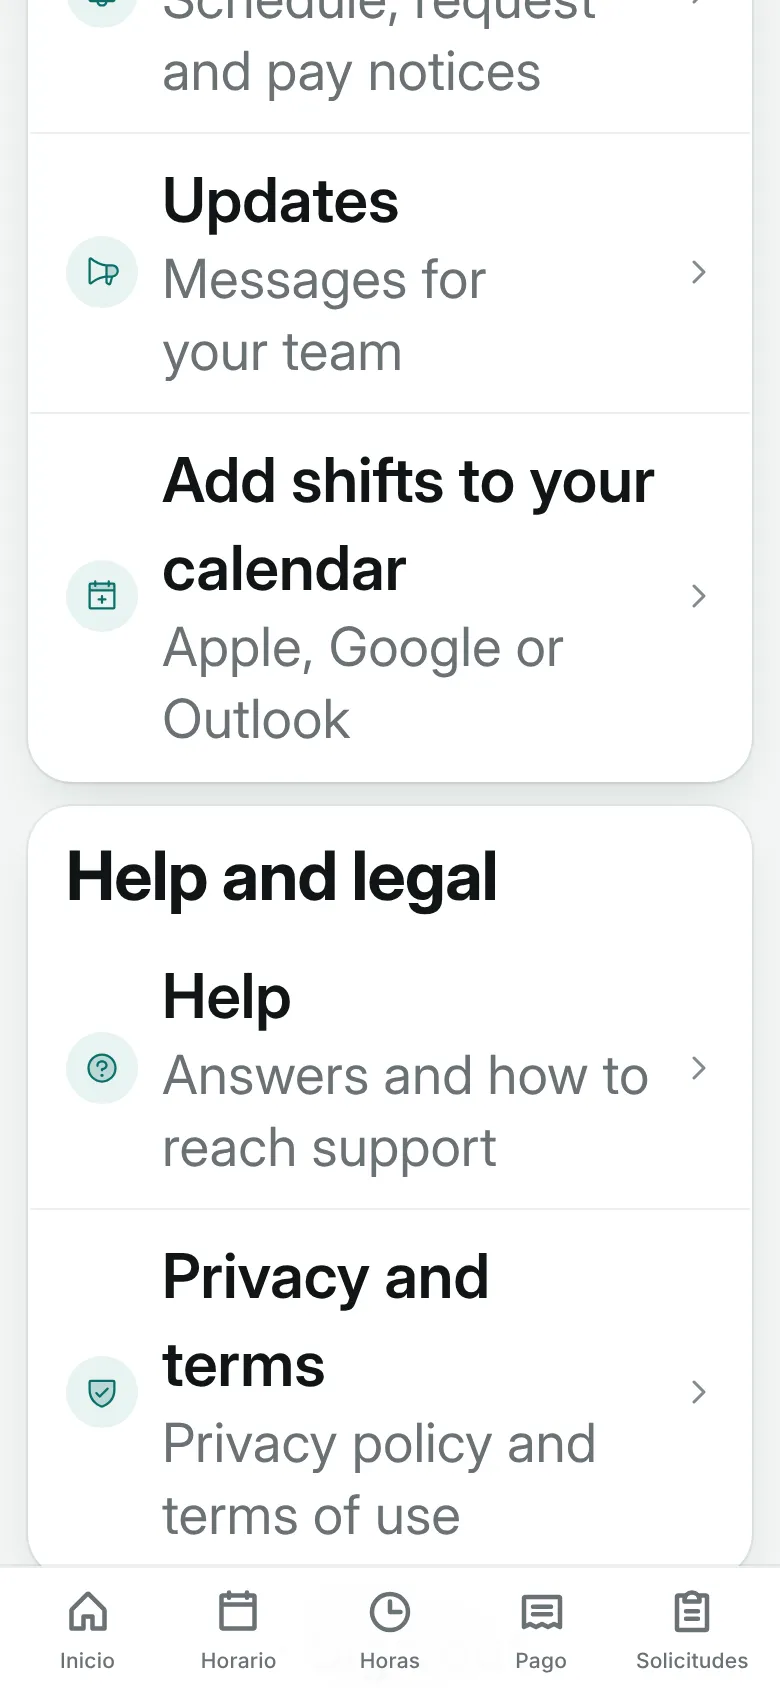 Schedule, request
and pay notices
Updates
Messages for
your team
Add shifts to your
calendar
Apple, Google or
Outlook
Help and legal
Help
Answers and how to
reach support
Privacy and
terms
Privacy policy and
terms of use
Inicio
Horario
Horas
Pago
Solicitudes